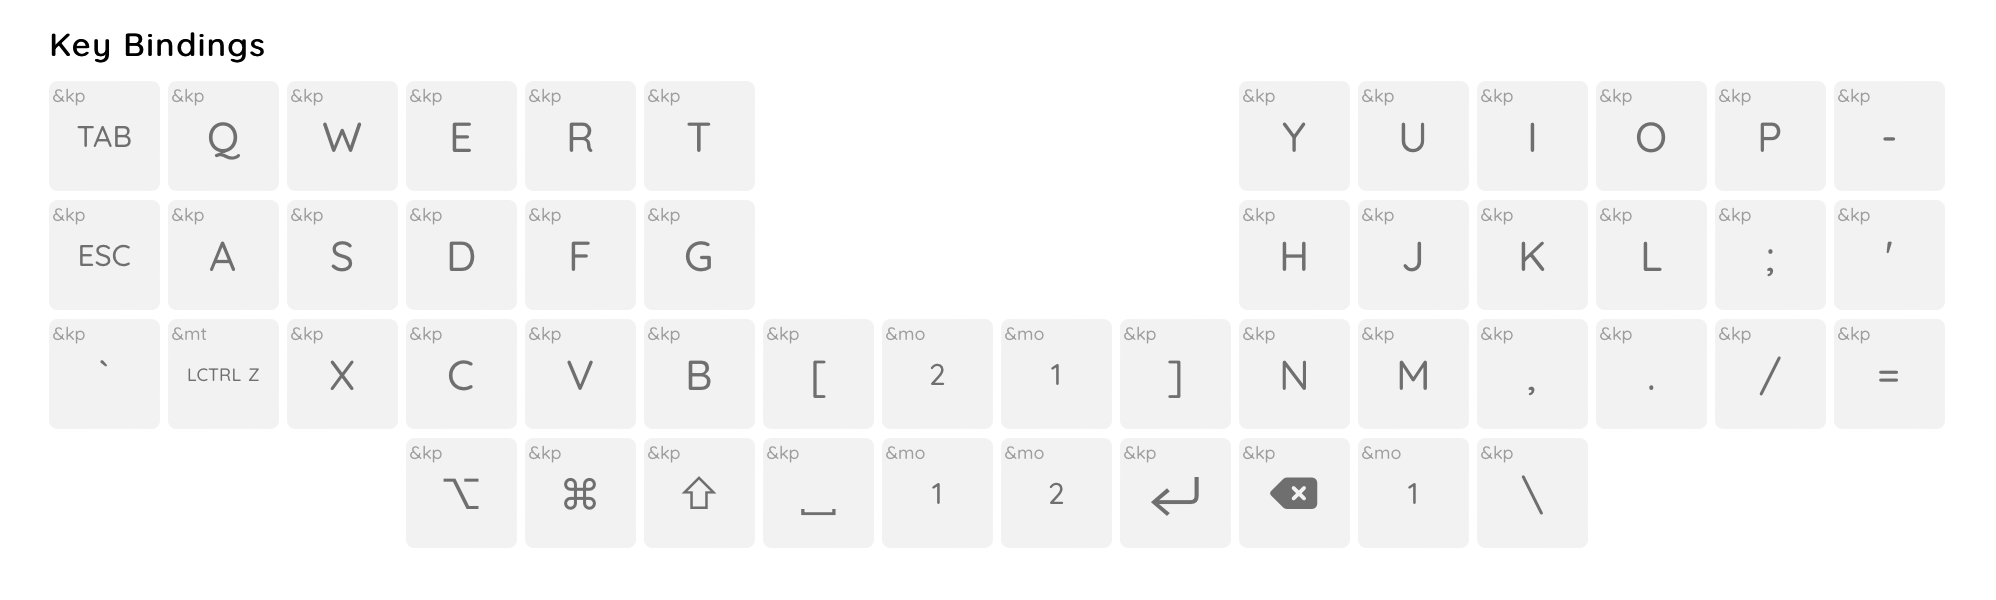 Key Bindings
&kp &kp &kp &kp &kp &kp &kp &kp &kp &kp &kp &kp
TAB Q W E R T Y U I O P -
&kp &kp &kp &kp &kp &kp &kp &kp &kp &kp &kp &kp
ESC A S D F G H J K L ; '
&kp &mt &kp &kp &kp &kp &kp &mo &mo &kp &kp &kp &kp &kp &kp &kp
` LCTRL Z X C V B [ 2 1 ] N M , . / =
&kp &kp &kp &kp &mo &mo &kp &kp &mo &kp
⌥ ⌘ ⇧ ⎵ 1 2 ↵ ⌫ 1 \